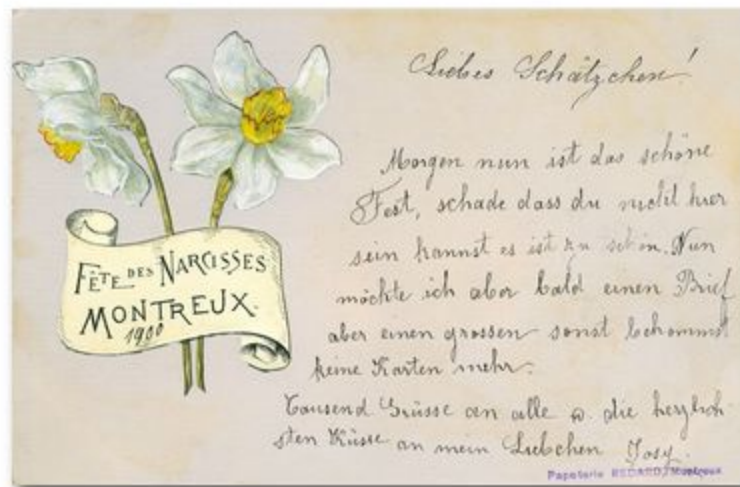 Liebes Schätzchen!
Morgen nun ist das schöne
Fest, schade dass du nicht hier
sein kannst es ist zu schön. Nun
möchte ich aber bald einen Brief
aber einen grossen sonst bekommst
keine Karten mehr.
Tausend Grüsse an alle u. die herzlich-
sten Küsse an mein Liebchen Josy.
FÊTE DES NARCISSES
MONTREUX.
1900
Papeterie REDARD, Montreux